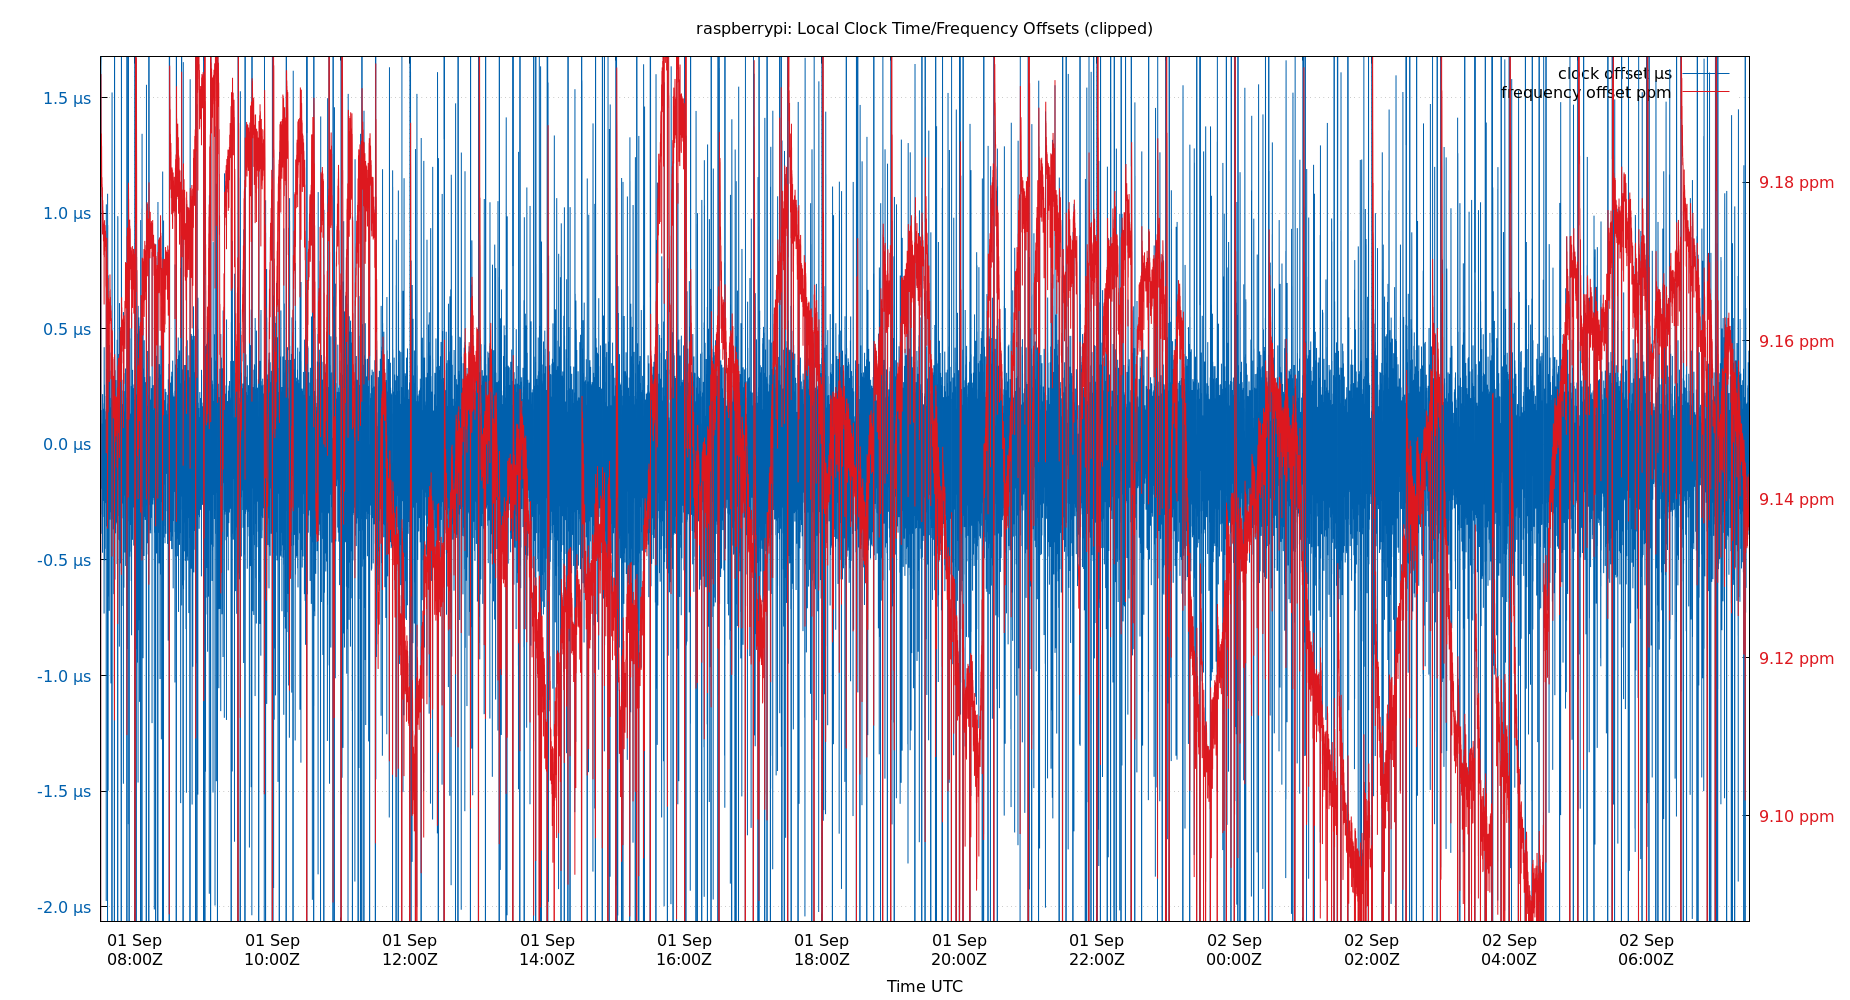 raspberrypi: Local Clock Time/Frequency Offsets (clipped)
clock offset µs
frequency offset ppm
1.5 µs
1.0 µs
0.5 µs
0.0 µs
-0.5 µs
-1.0 µs
-1.5 µs
-2.0 µs
9.18 ppm
9.16 ppm
9.14 ppm
9.12 ppm
9.10 ppm
01 Sep 01 Sep 01 Sep 01 Sep 01 Sep 01 Sep 01 Sep 01 Sep 02 Sep 02 Sep 02 Sep 02 Sep
08:00Z 10:00Z 12:00Z 14:00Z 16:00Z 18:00Z 20:00Z 22:00Z 00:00Z 02:00Z 04:00Z 06:00Z
Time UTC